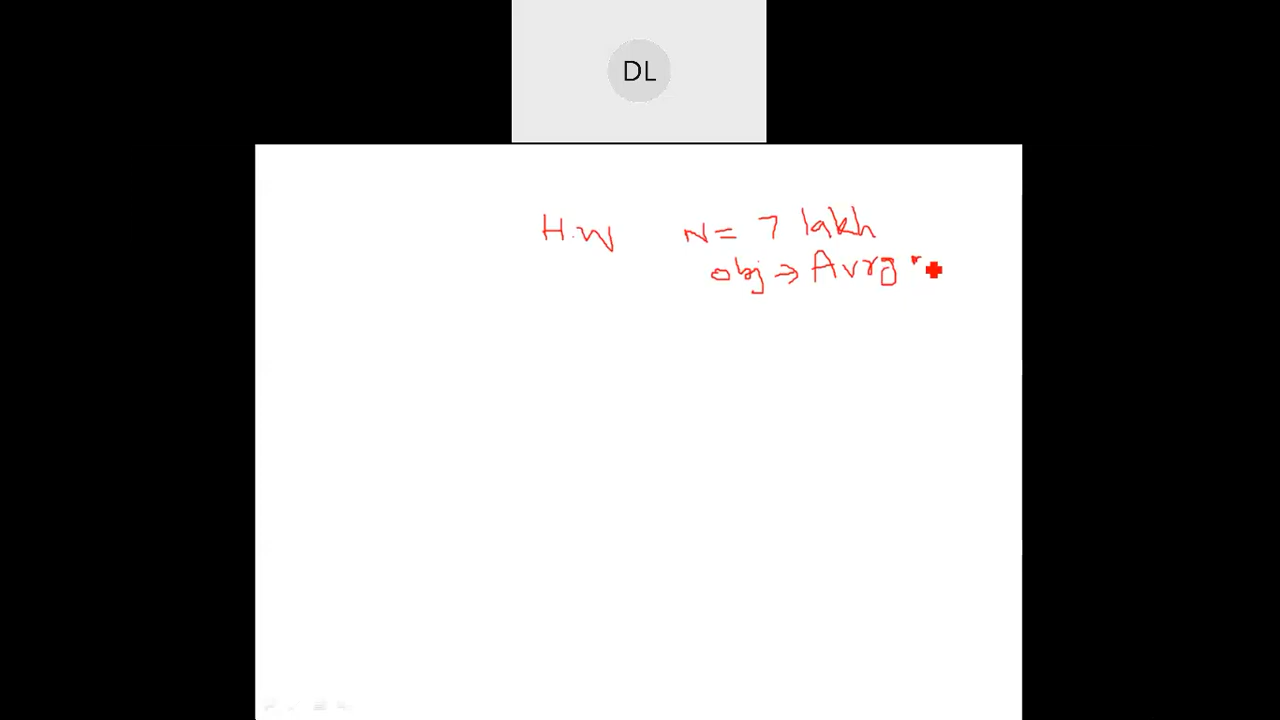 DL
H.W N= 7 lakh
obj ⇒ Avrg